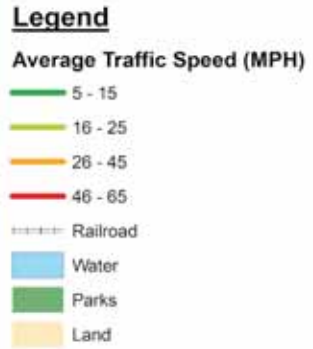 Legend
Average Traffic Speed (MPH)
5 - 15
16 - 25
26 - 45
46 - 65
Railroad
Water
Parks
Land